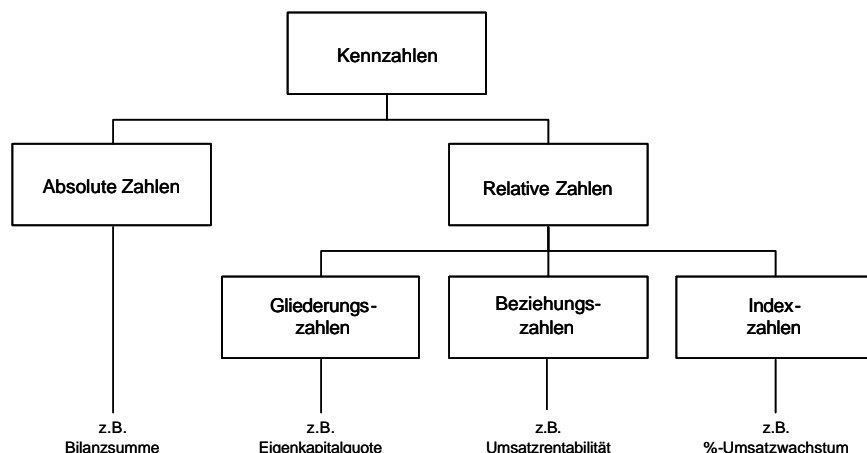 Kennzahlen
Absolute Zahlen
Relative Zahlen
Gliederungs-
zahlen
Beziehungs-
zahlen
Index-
zahlen
z.B.
Bilanzsumme
z.B.
Eigenkapitalquote
z.B.
Umsatzrentabilität
z.B.
%-Umsatzwachstum